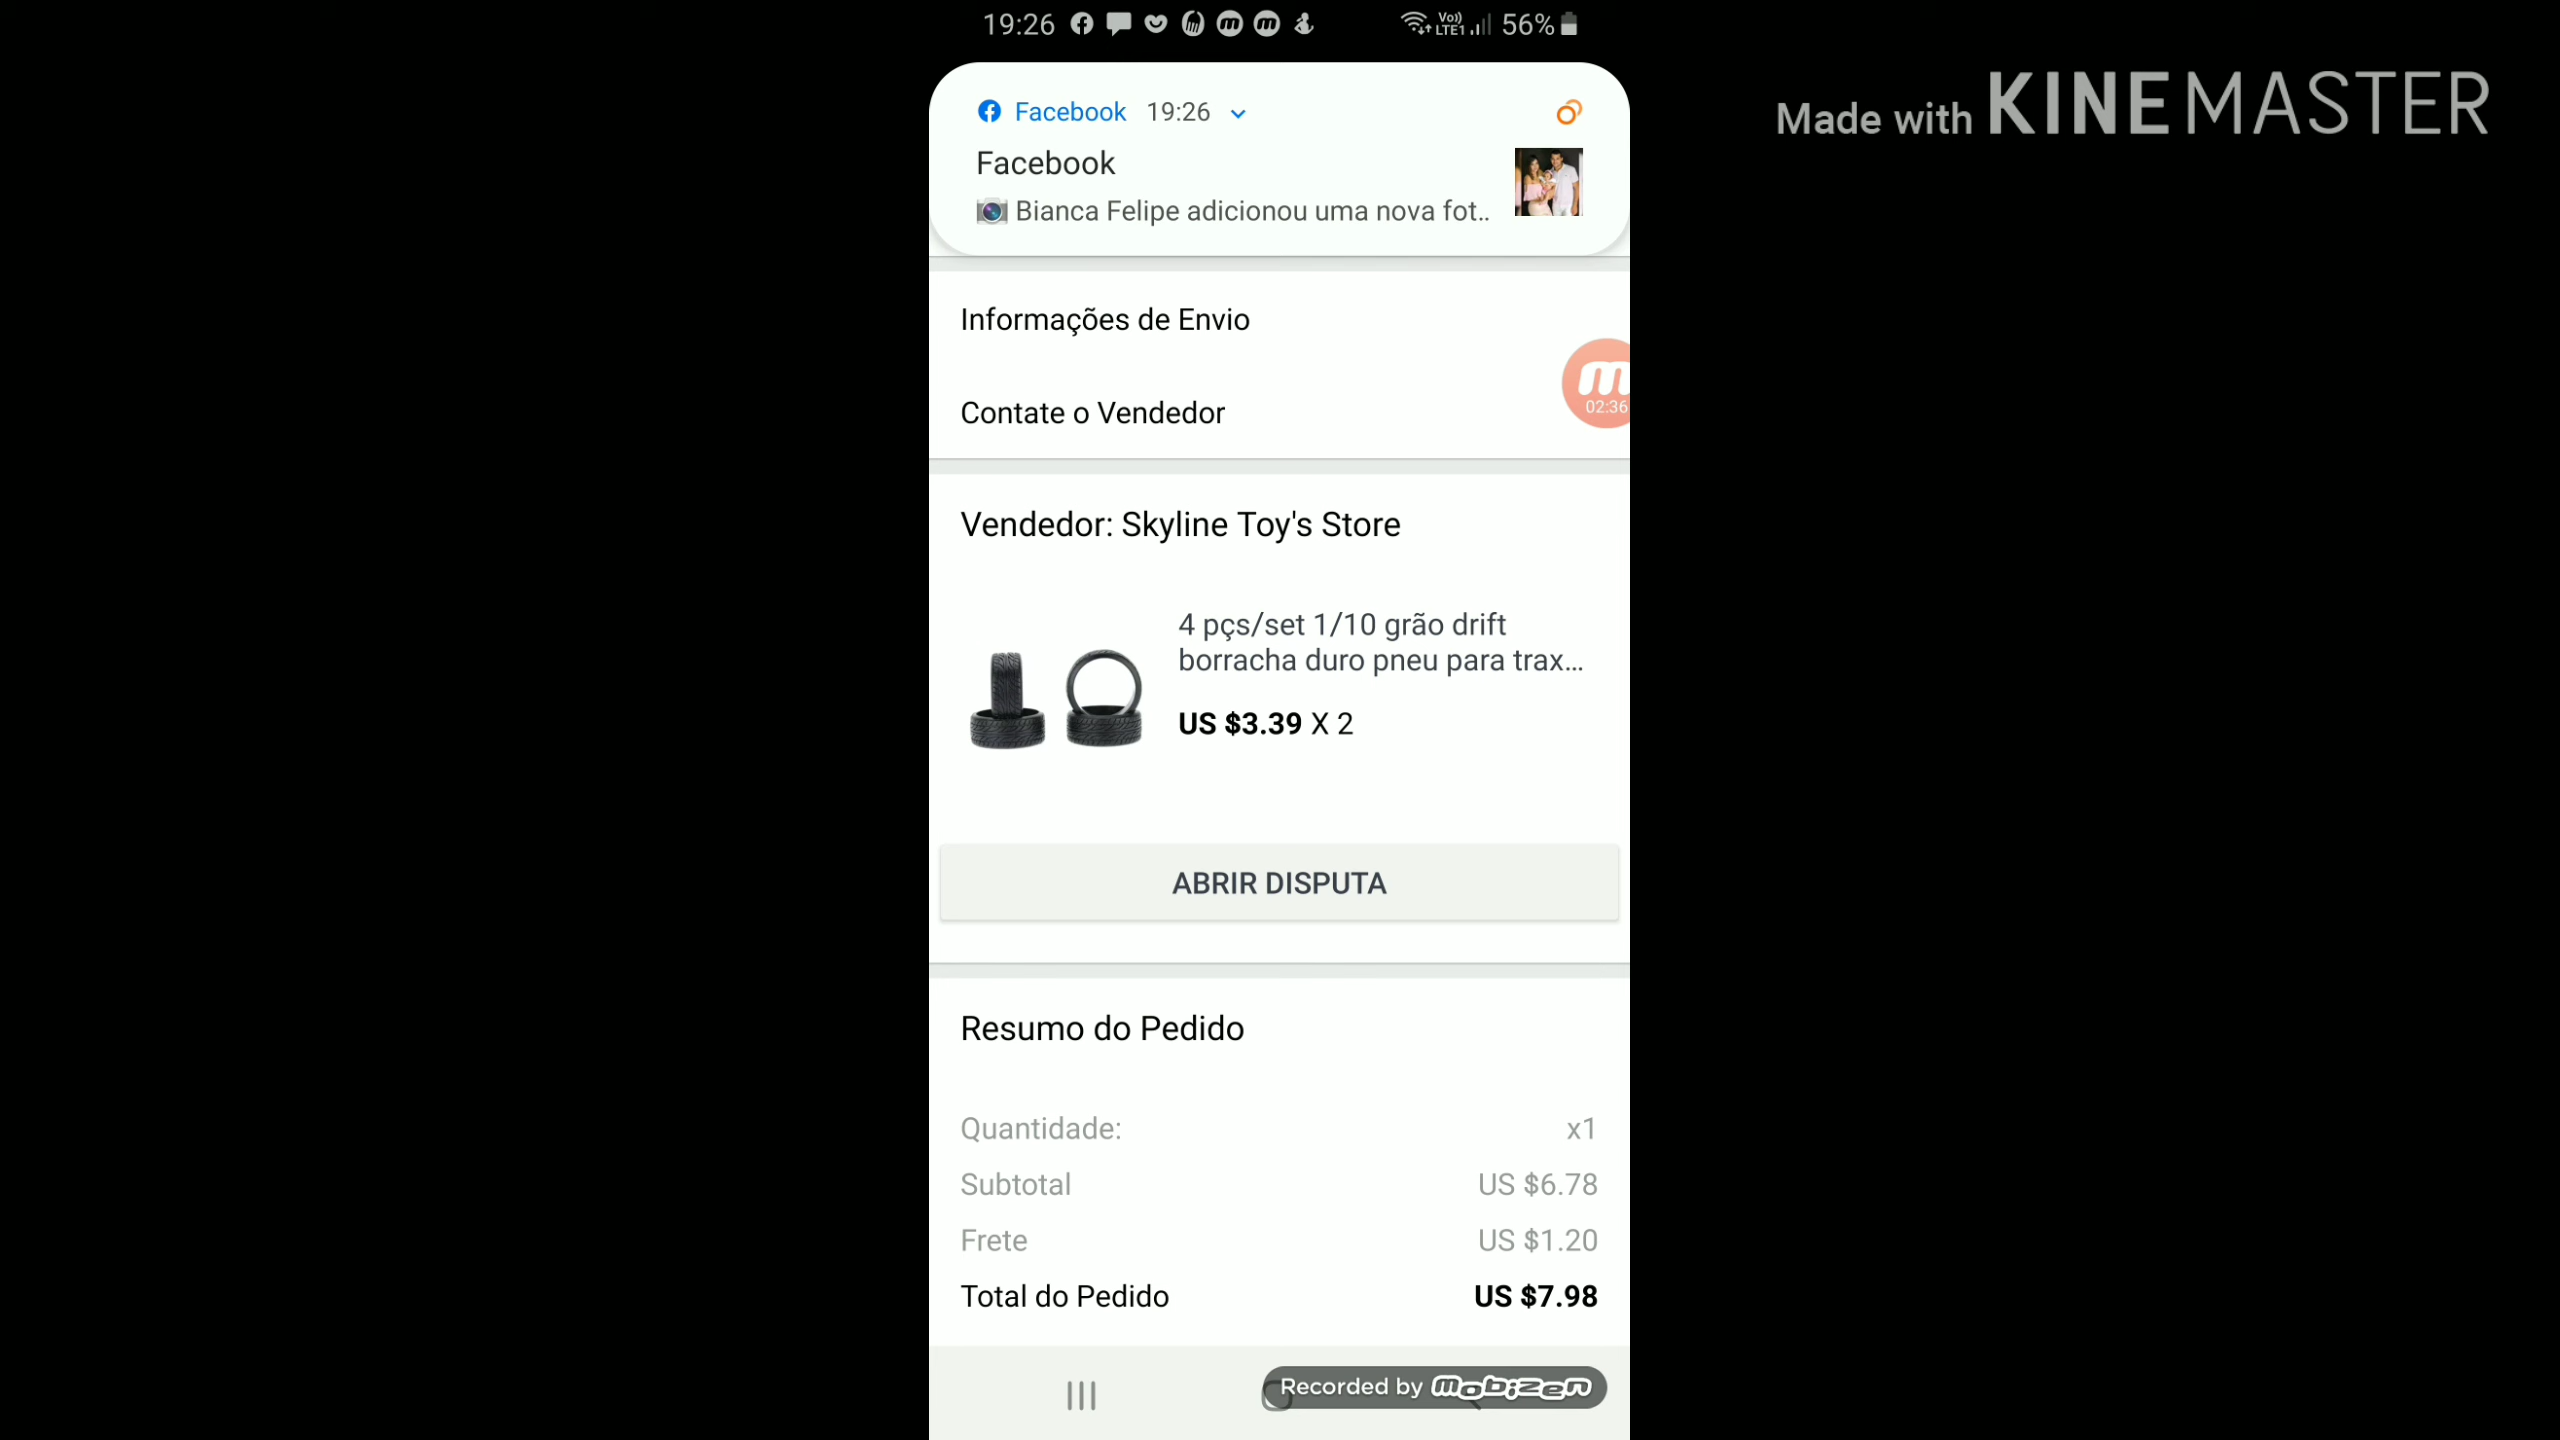 19:26 Vo)) LTE1 56%
Made with KINEMASTER
Facebook 19:26
Facebook
Bianca Felipe adicionou uma nova fot..
Informações de Envio
02:36
Contate o Vendedor
Vendedor: Skyline Toy's Store
4 pçs/set 1/10 grão drift
borracha duro pneu para trax...
US $3.39 X 2
ABRIR DISPUTA
Resumo do Pedido
Quantidade: x1
Subtotal US $6.78
Frete US $1.20
Total do Pedido US $7.98
Recorded by mobizen